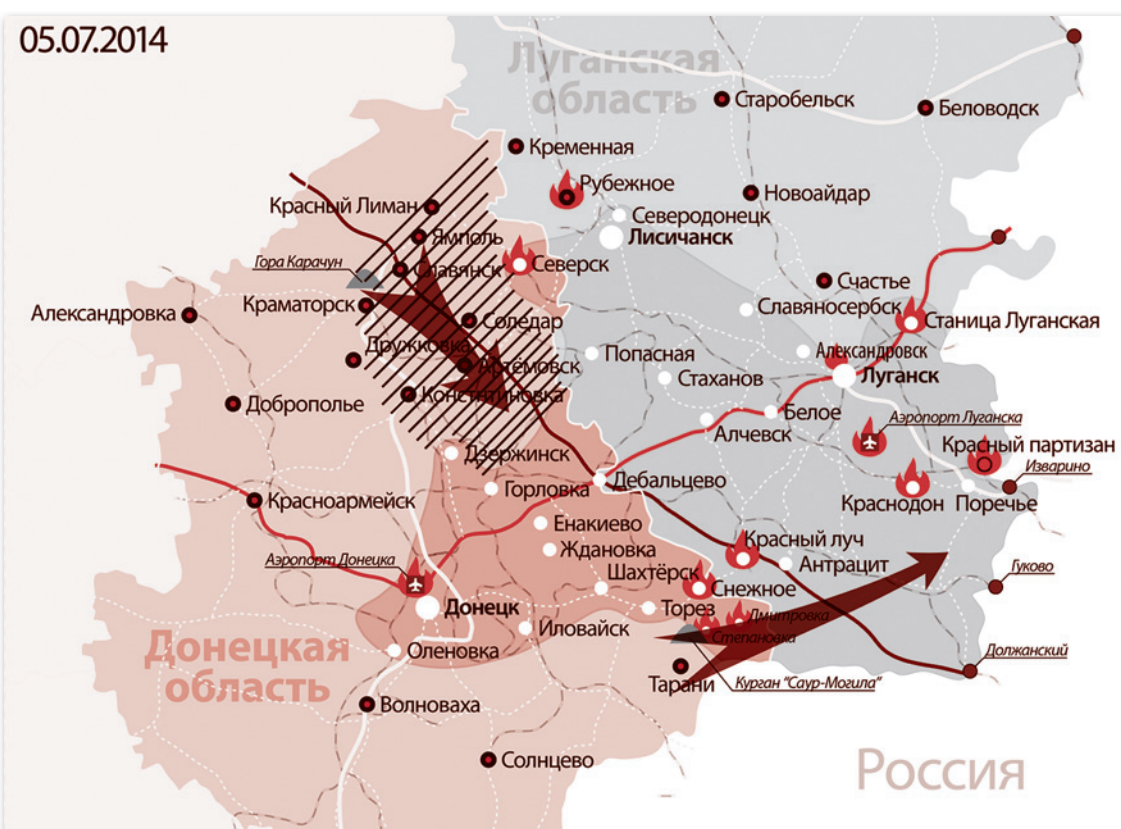 05.07.2014
Луганская
область
Старобельск
Беловодск
Кременная
Рубежное
Новоайдар
Красный Лиман
Северодонецк
Лисичанск
Ямполь
Гора Карачун
Славянск
Северск
Счастье
Александровка
Краматорск
Славяносербск
Соледар
Станица Луганская
Дружковка
Попасная
Александровск
Артёмовск
Стаханов
Луганск
Константиновка
Доброполье
Белое
Аэропорт Луганска
Алчевск
Красный партизан
Дзержинск
Изварино
Дебальцево
Горловка
Краснодон
Поречье
Красноармейск
Енакиево
Красный луч
Ждановка
Аэропорт Донецка
Антрацит
Гуково
Шахтёрск
Снежное
Донецк
Торез
Дмитровка
Иловайск
Степановка
Донецкая
область
Оленовка
Должанский
Тарани
Курган "Саур-Могила"
Волноваха
Солнцево
Россия